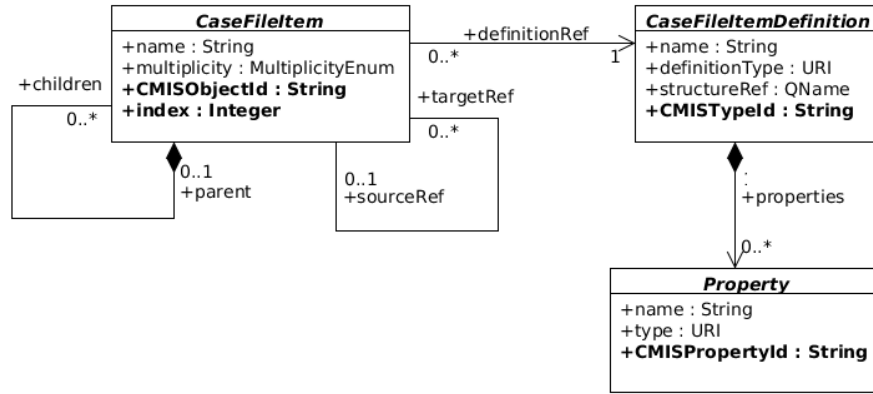 CaseFileItem
+name : String
+multiplicity : MultiplicityEnum
+CMISObjectId : String
+index : Integer
+children
0..*
0..1
+parent
+targetRef
0..*
0..1
+sourceRef
+definitionRef
0..*
1
CaseFileItemDefinition
+name : String
+definitionType : URI
+structureRef : QName
+CMISTypeId : String
:
+properties
0..*
Property
+name : String
+type : URI
+CMISPropertyId : String